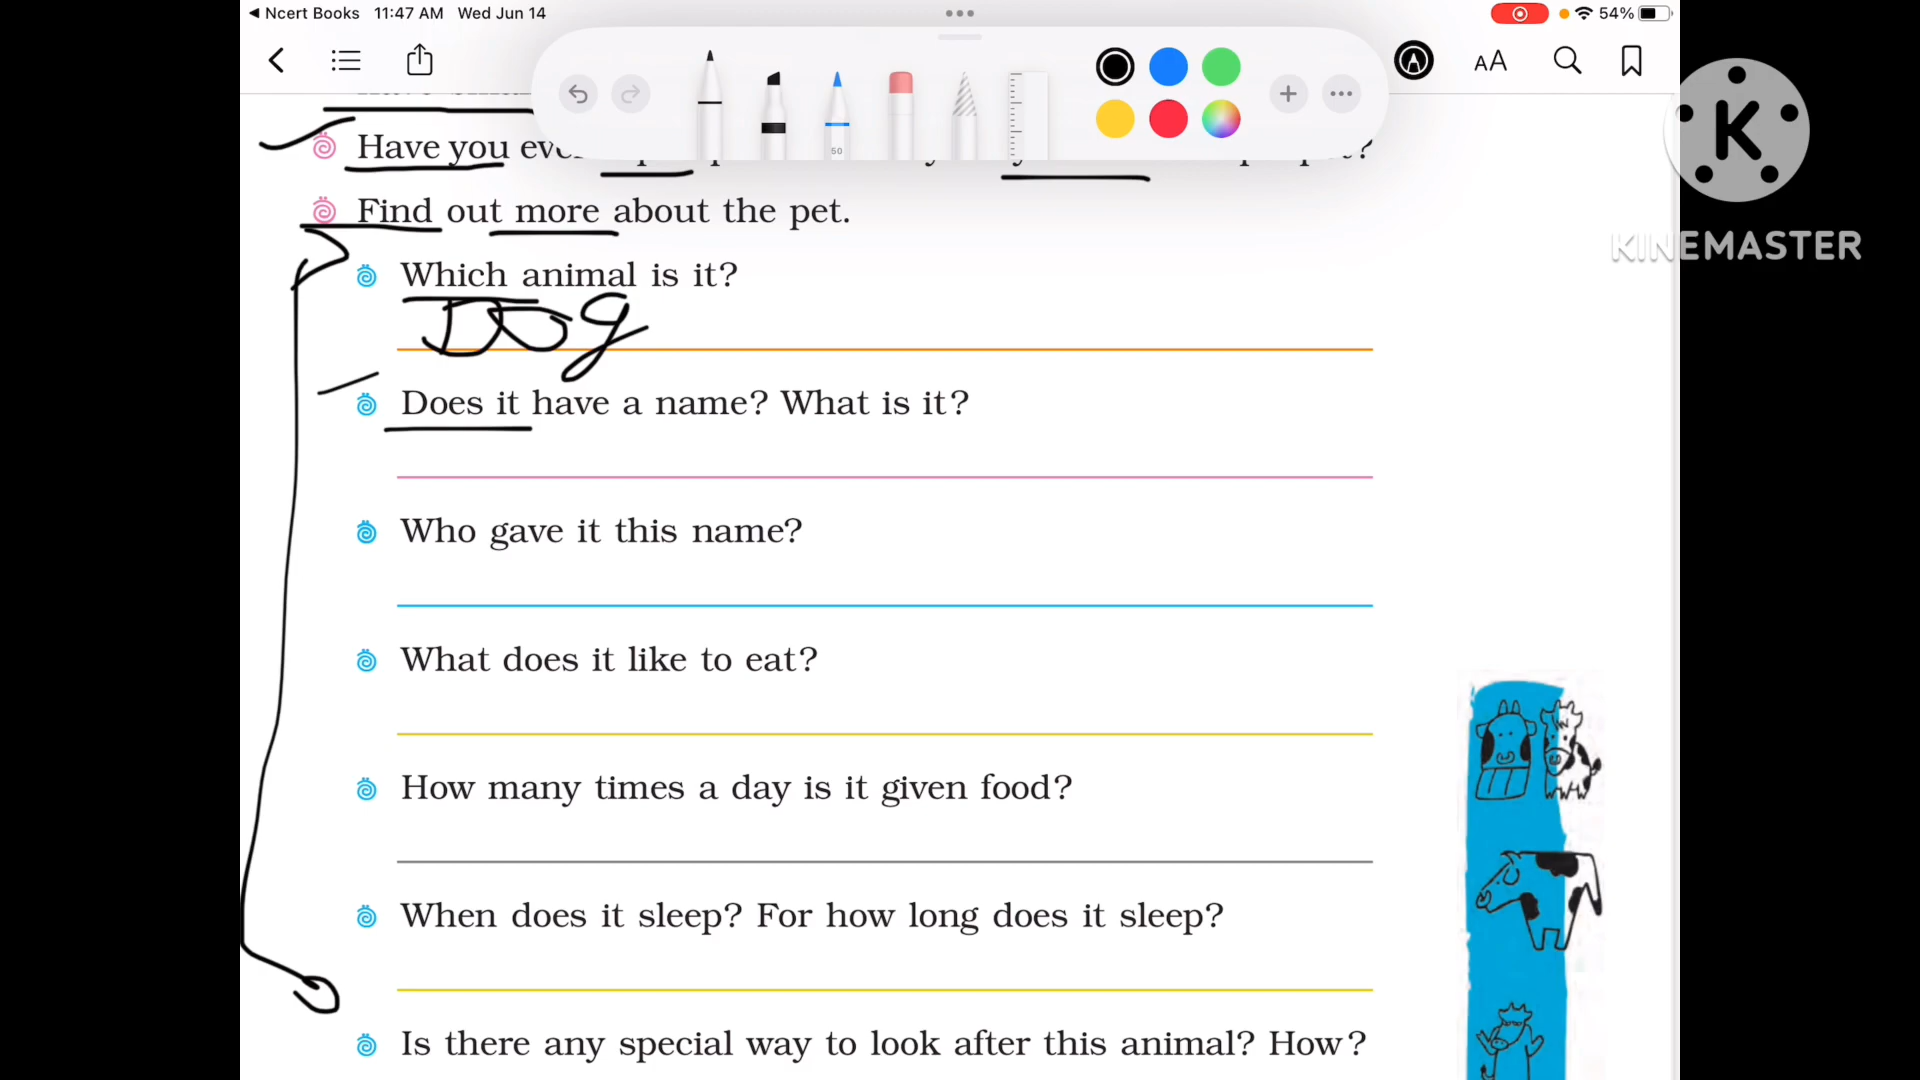 Ncert Books 11:47 AM Wed Jun 14
54%
AA
50
Have you
Find out more about the pet.
Which animal is it?
Dog
Does it have a name? What is it?
Who gave it this name?
What does it like to eat?
How many times a day is it given food?
When does it sleep? For how long does it sleep?
Is there any special way to look after this animal? How?
K
KINEMASTER